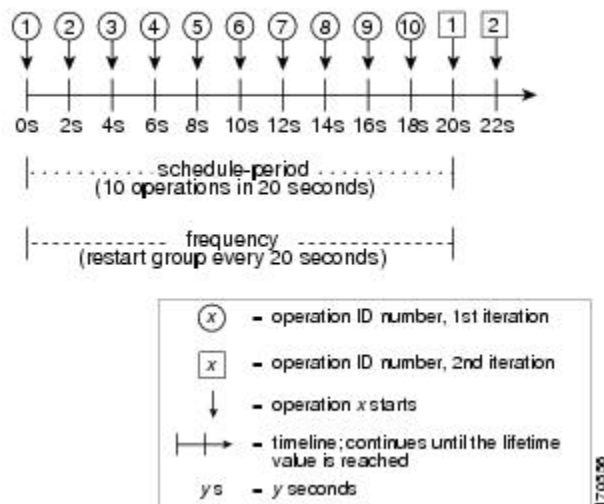 1 2 3 4 5 6 7 8 9 10 1 2
0s 2s 4s 6s 8s 10s 12s 14s 16s 18s 20s 22s
schedule-period
(10 operations in 20 seconds)
frequency
(restart group every 20 seconds)
x = operation ID number, 1st iteration
x = operation ID number, 2nd iteration
= operation x starts
= timeline; continues until the lifetime
value is reached
y s = y seconds